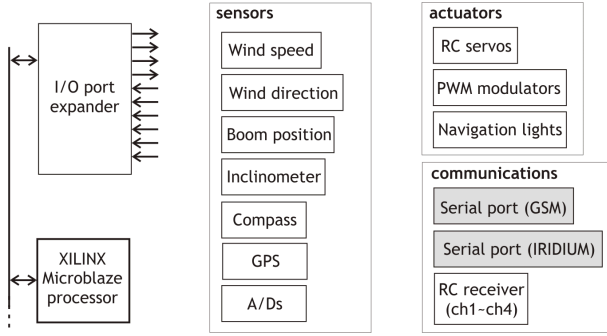 I/O port
expander
XILINX
Microblaze
processor
sensors
Wind speed
Wind direction
Boom position
Inclinometer
Compass
GPS
A/Ds
actuators
RC servos
PWM modulators
Navigation lights
communications
Serial port (GSM)
Serial port (IRIDIUM)
RC receiver
(ch1~ch4)